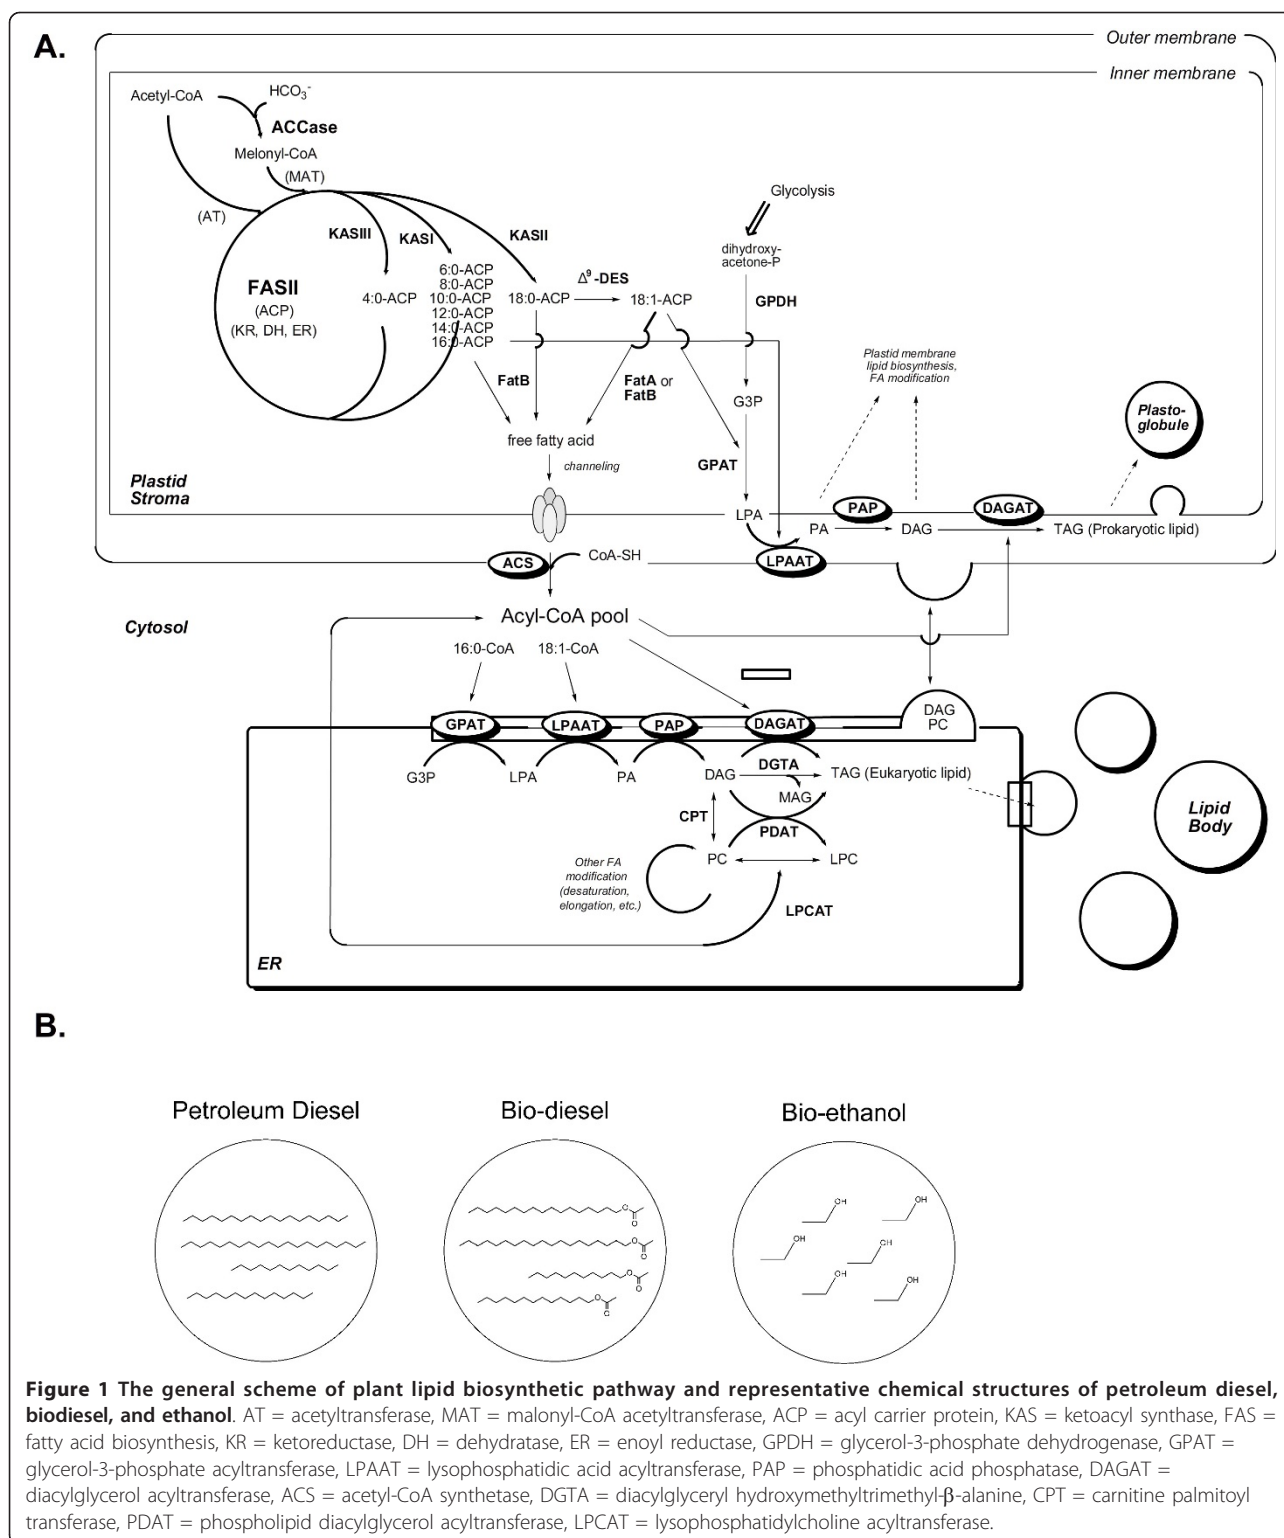 A.
Outer membrane
Inner membrane
Acetyl-CoA
HCO₃⁻
ACCase
Melonyl-CoA
(MAT)
(AT)
KASIII
KASI
KASII
Glycolysis
dihydroxy-
acetone-P
FASII
(ACP)
(KR, DH, ER)
4:0-ACP
6:0-ACP
8:0-ACP
10:0-ACP
12:0-ACP
14:0-ACP
16:0-ACP
18:0-ACP
Δ⁹-DES
18:1-ACP
GPDH
FatB
FatA or
FatB
G3P
Plastid membrane
lipid biosynthesis,
FA modification
Plasto-
globule
free fatty acid
channeling
GPAT
Plastid
Stroma
LPA
PA
PAP
DAG
DAGAT
TAG (Prokaryotic lipid)
LPAAT
ACS
CoA-SH
Cytosol
Acyl-CoA pool
16:0-CoA
18:1-CoA
GPAT
LPAAT
PAP
DAGAT
DAG
PC
G3P
LPA
PA
DAG
DGTA
TAG (Eukaryotic lipid)
MAG
CPT
PDAT
PC
LPC
Other FA
modification
(desaturation,
elongation, etc.)
LPCAT
Lipid
Body
ER
B.
Petroleum Diesel
Bio-diesel
Bio-ethanol
O
O
O
O
O
O
O
O
OH
OH
OH
OH
OH
OH
Figure 1 The general scheme of plant lipid biosynthetic pathway and representative chemical structures of petroleum diesel,
biodiesel, and ethanol. AT = acetyltransferase, MAT = malonyl-CoA acetyltransferase, ACP = acyl carrier protein, KAS = ketoacyl synthase, FAS =
fatty acid biosynthesis, KR = ketoreductase, DH = dehydratase, ER = enoyl reductase, GPDH = glycerol-3-phosphate dehydrogenase, GPAT =
glycerol-3-phosphate acyltransferase, LPAAT = lysophosphatidic acid acyltransferase, PAP = phosphatidic acid phosphatase, DAGAT =
diacylglycerol acyltransferase, ACS = acetyl-CoA synthetase, DGTA = diacylglyceryl hydroxymethyltrimethyl-β-alanine, CPT = carnitine palmitoyl
transferase, PDAT = phospholipid diacylglycerol acyltransferase, LPCAT = lysophosphatidylcholine acyltransferase.